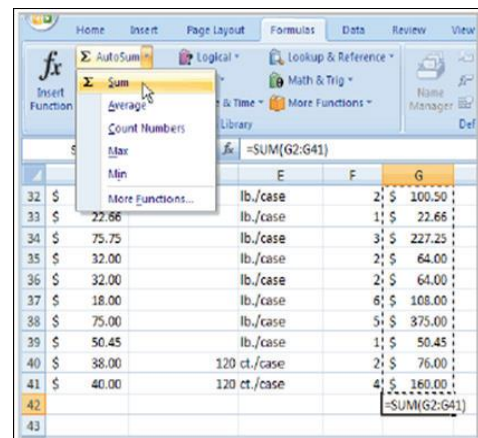 Home Insert Page Layout Formulas Data Review View
Σ AutoSum Logical Lookup & Reference
fx Σ Sum Math & Trig Name
Insert Average & Time More Functions Manager
Function Count Numbers Library Def
Max fx =SUM(G2:G41)
Min E F G
More Functions...
32 $ lb./case 2 $ 100.50
33 $ 22.66 lb./case 1 $ 22.66
34 $ 75.75 lb./case 3 $ 227.25
35 $ 32.00 lb./case 2 $ 64.00
36 $ 32.00 lb./case 2 $ 64.00
37 $ 18.00 lb./case 6 $ 108.00
38 $ 75.00 lb./case 5 $ 375.00
39 $ 50.45 lb./case 1 $ 50.45
40 $ 38.00 120 ct./case 2 $ 76.00
41 $ 40.00 120 ct./case 4 $ 160.00
42 =SUM(G2:G41)
43